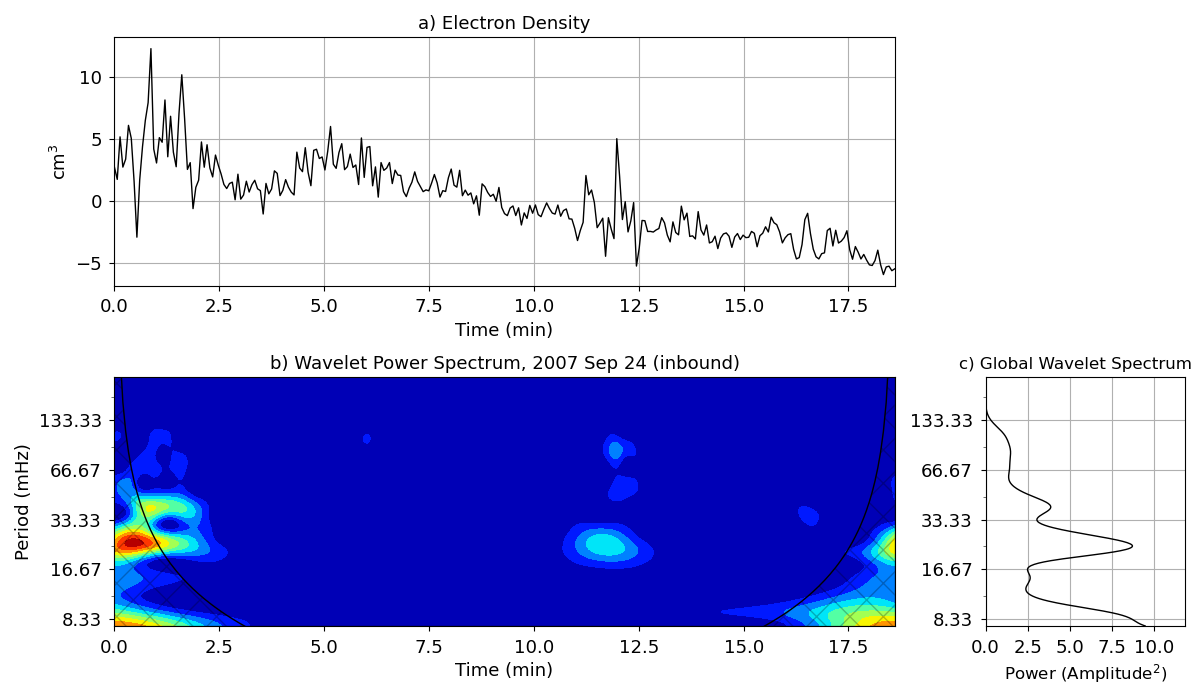 a) Electron Density
cm³
10
5
0
−5
0.0 2.5 5.0 7.5 10.0 12.5 15.0 17.5
Time (min)
b) Wavelet Power Spectrum, 2007 Sep 24 (inbound)
Period (mHz)
133.33
66.67
33.33
16.67
8.33
0.0 2.5 5.0 7.5 10.0 12.5 15.0 17.5
Time (min)
c) Global Wavelet Spectrum
133.33
66.67
33.33
16.67
8.33
0.0 2.5 5.0 7.5 10.0
Power (Amplitude²)